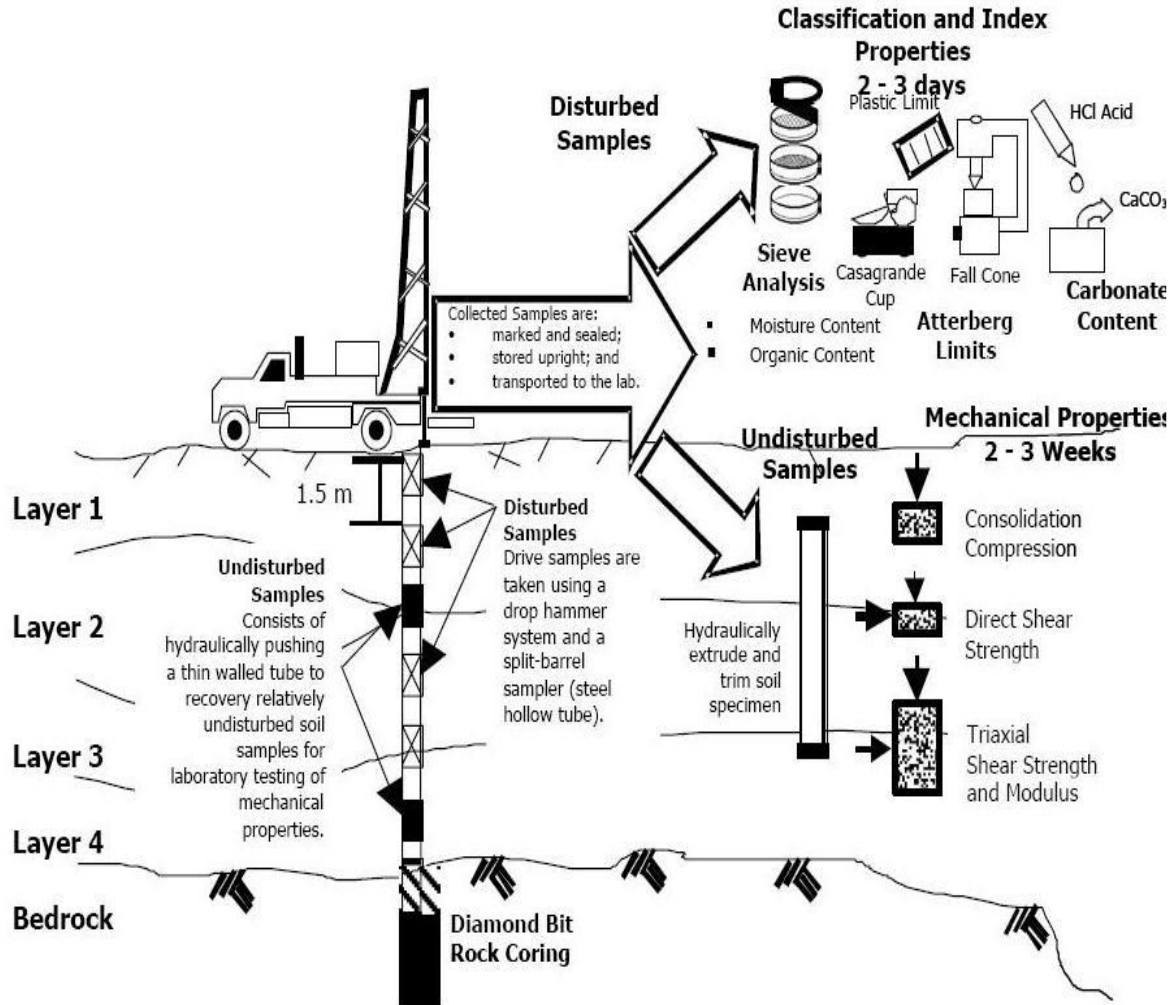 Classification and Index
Properties
2 - 3 days
Disturbed
Samples
Plastic Limit
HCl Acid
CaCO₃
Sieve
Analysis
Casagrande
Cup
Fall Cone
Carbonate
Content
Atterberg
Limits
▪ Moisture Content
▪ Organic Content
Collected Samples are:
• marked and sealed;
• stored upright; and
• transported to the lab.
Mechanical Properties
2 - 3 Weeks
Undisturbed
Samples
1.5 m
Layer 1
Disturbed
Samples
Drive samples are
taken using a
drop hammer
system and a
split-barrel
sampler (steel
hollow tube).
Consolidation
Compression
Undisturbed
Samples
Consists of
hydraulically pushing
a thin walled tube to
recovery relatively
undisturbed soil
samples for
laboratory testing of
mechanical
properties.
Layer 2
Hydraulically
extrude and
trim soil
specimen
Direct Shear
Strength
Layer 3
Triaxial
Shear Strength
and Modulus
Layer 4
Bedrock
Diamond Bit
Rock Coring